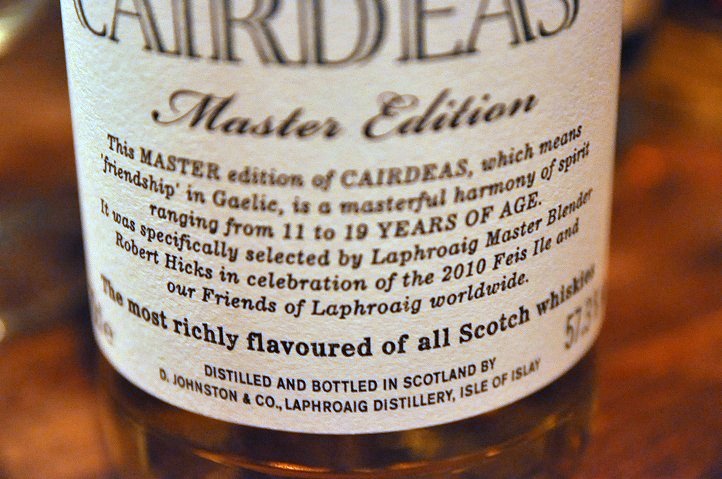 CAIRDEAS
Master Edition
This MASTER edition of CAIRDEAS, which means
'friendship' in Gaelic, is a masterful harmony of spirit
ranging from 11 to 19 YEARS OF AGE.
It was specifically selected by Laphroaig Master Blender
Robert Hicks in celebration of the 2010 Feis Ile and
our Friends of Laphroaig worldwide.
The most richly flavoured of all Scotch whiskies
57.3%
DISTILLED AND BOTTLED IN SCOTLAND BY
D. JOHNSTON & CO., LAPHROAIG DISTILLERY, ISLE OF ISLAY